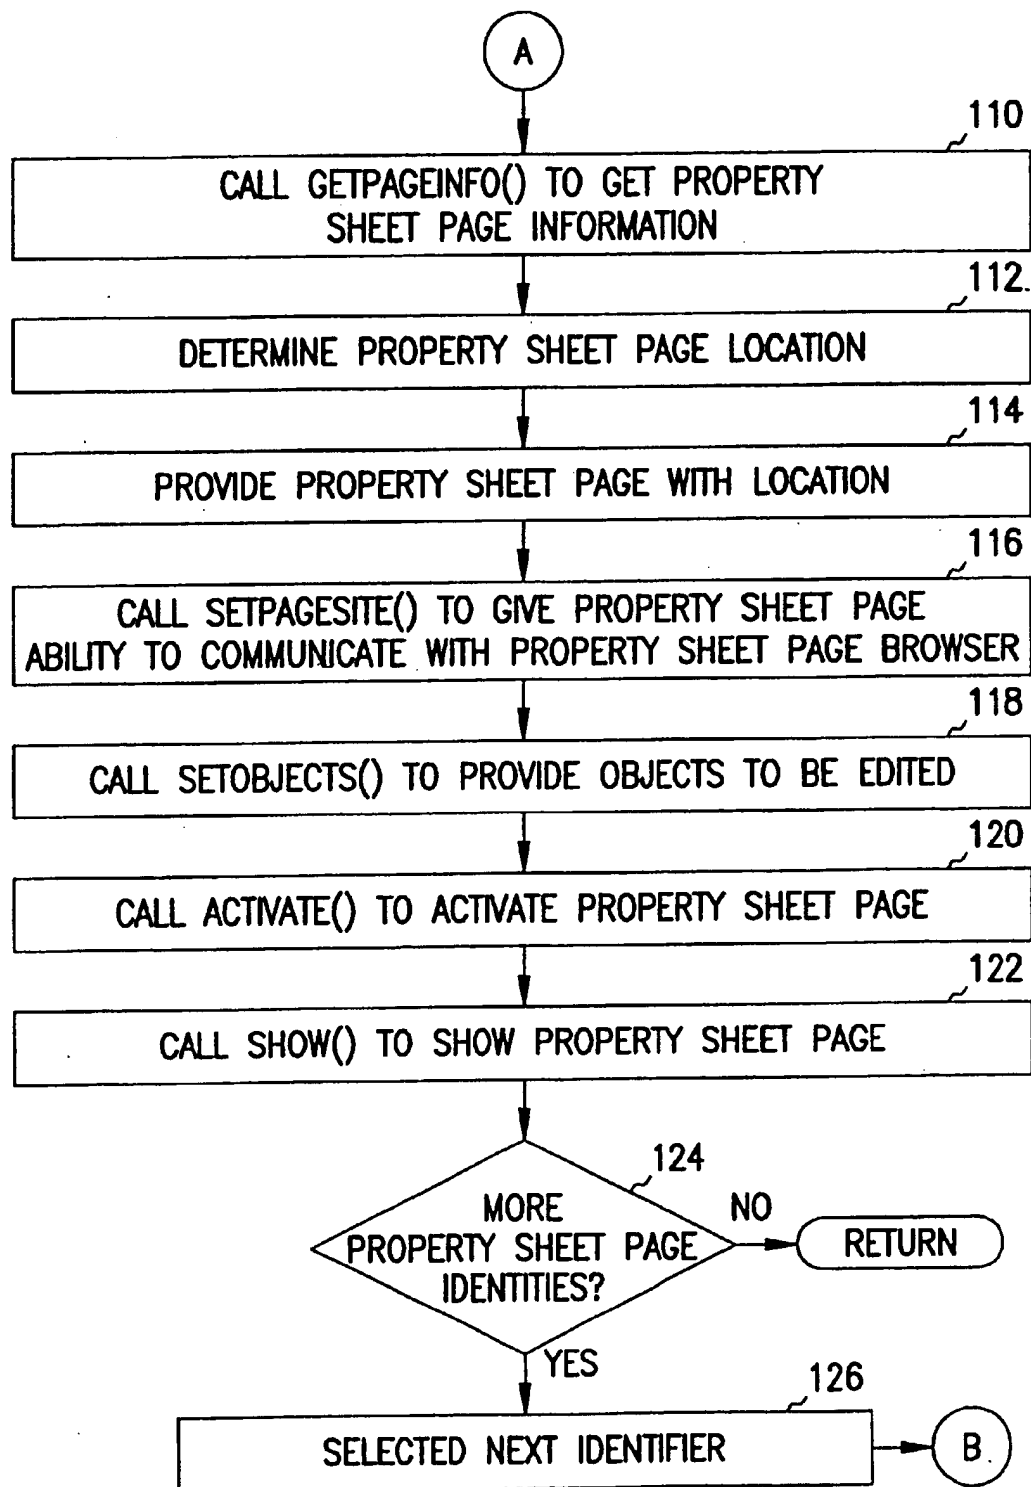 A
110
CALL GETPAGEINFO() TO GET PROPERTY
SHEET PAGE INFORMATION
112
DETERMINE PROPERTY SHEET PAGE LOCATION
114
PROVIDE PROPERTY SHEET PAGE WITH LOCATION
116
CALL SETPAGESITE() TO GIVE PROPERTY SHEET PAGE
ABILITY TO COMMUNICATE WITH PROPERTY SHEET PAGE BROWSER
118
CALL SETOBJECTS() TO PROVIDE OBJECTS TO BE EDITED
120
CALL ACTIVATE() TO ACTIVATE PROPERTY SHEET PAGE
122
CALL SHOW() TO SHOW PROPERTY SHEET PAGE
124
MORE
PROPERTY SHEET PAGE
IDENTITIES?
NO
RETURN
YES
126
SELECTED NEXT IDENTIFIER
B